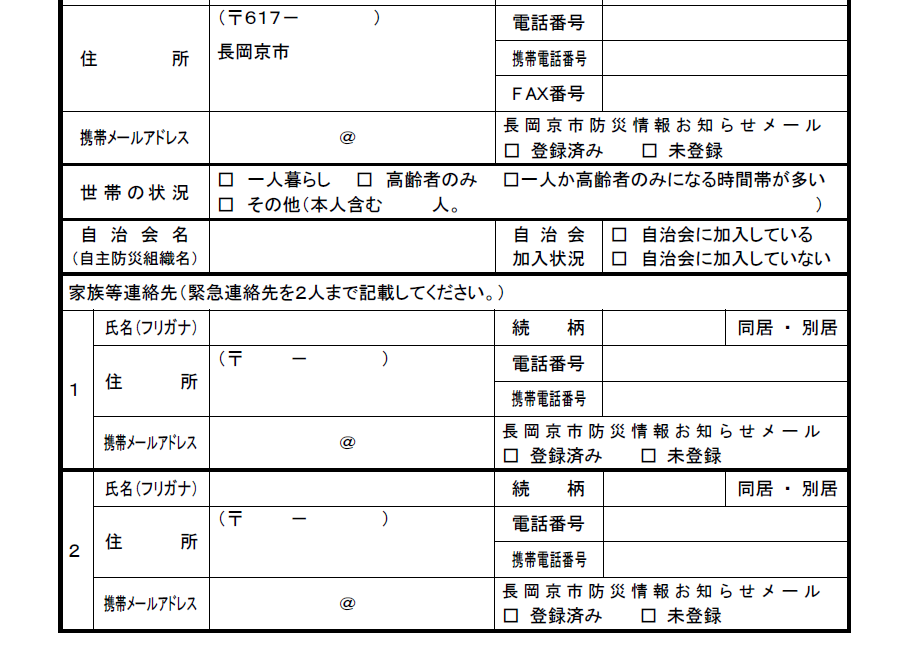 住　　　所
（〒617－　　　　）
長岡京市
電話番号
携帯電話番号
ＦＡＸ番号
携帯メールアドレス
＠
長岡京市防災情報お知らせメール
□ 登録済み　□ 未登録
世帯の状況
□ 一人暮らし　□ 高齢者のみ　□一人か高齢者のみになる時間帯が多い
□ その他（本人含む　　　人。　　　　　　　　　　　　　　　　　　　）
自治会名
（自主防災組織名）
自治会
加入状況
□ 自治会に加入している
□ 自治会に加入していない
家族等連絡先（緊急連絡先を２人まで記載してください。）
1
氏名（フリガナ）
続　柄
同居 ・ 別居
住　　　所
（〒　　－　　　　）
電話番号
携帯電話番号
携帯メールアドレス
＠
長岡京市防災情報お知らせメール
□ 登録済み　□ 未登録
2
氏名（フリガナ）
続　柄
同居 ・ 別居
住　　　所
（〒　　－　　　　）
電話番号
携帯電話番号
携帯メールアドレス
＠
長岡京市防災情報お知らせメール
□ 登録済み　□ 未登録